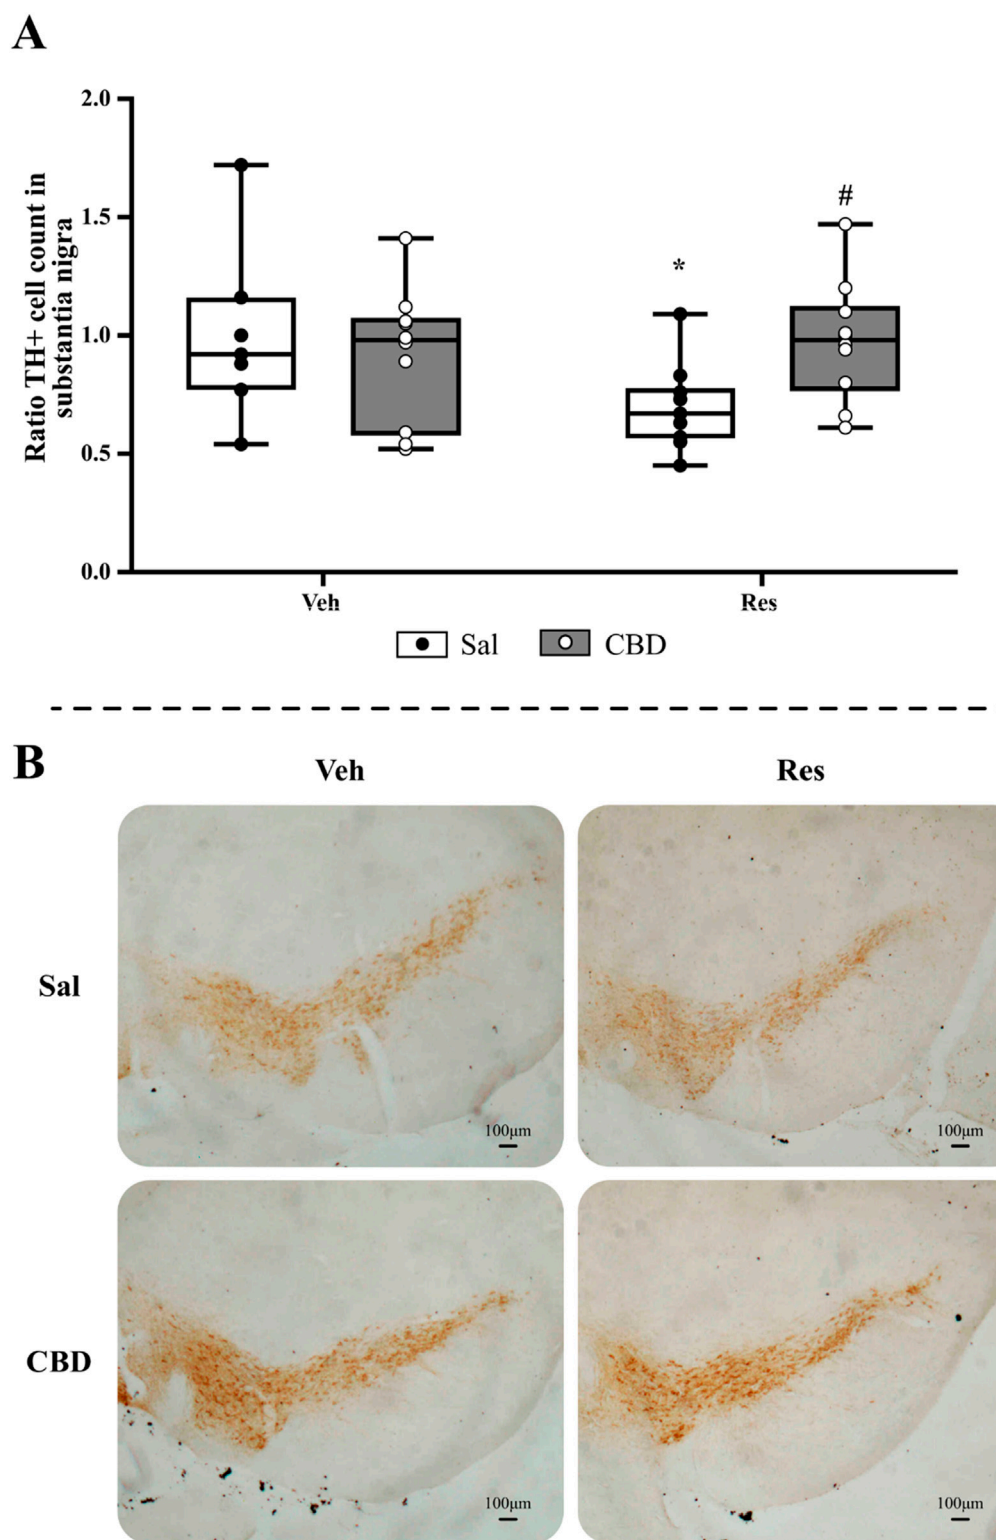 A
2.0
1.5
1.0
0.5
0.0
Ratio TH+ cell count in
substantia nigra
*
#
Veh
Res
Sal
CBD
B
Veh
Res
Sal
100μm
100μm
CBD
100μm
100μm